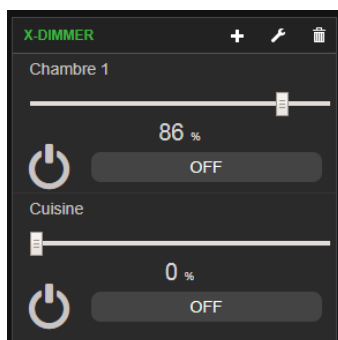 X-DIMMER
Chambre 1
86 %
OFF
Cuisine
0 %
OFF